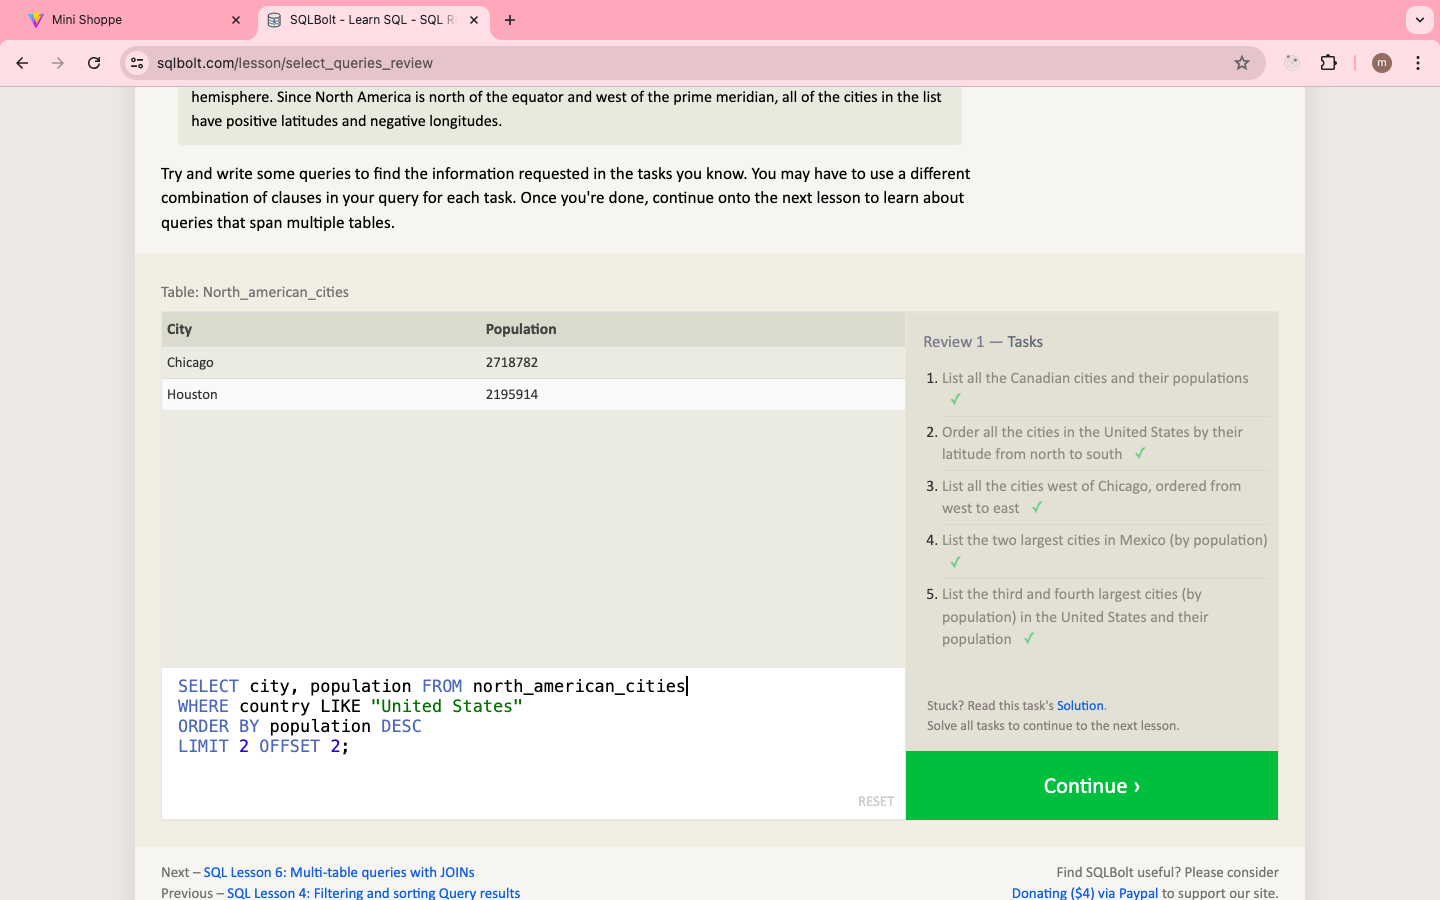 Mini Shoppe
SQLBolt - Learn SQL - SQL R
sqlbolt.com/lesson/select_queries_review
m
hemisphere. Since North America is north of the equator and west of the prime meridian, all of the cities in the list
have positive latitudes and negative longitudes.
Try and write some queries to find the information requested in the tasks you know. You may have to use a different
combination of clauses in your query for each task. Once you're done, continue onto the next lesson to learn about
queries that span multiple tables.
Table: North_american_cities
City Population
Chicago 2718782
Houston 2195914
SELECT city, population FROM north_american_cities
WHERE country LIKE "United States"
ORDER BY population DESC
LIMIT 2 OFFSET 2;
RESET
Review 1 — Tasks
1. List all the Canadian cities and their populations
✓
2. Order all the cities in the United States by their
latitude from north to south ✓
3. List all the cities west of Chicago, ordered from
west to east ✓
4. List the two largest cities in Mexico (by population)
✓
5. List the third and fourth largest cities (by
population) in the United States and their
population ✓
Stuck? Read this task's Solution.
Solve all tasks to continue to the next lesson.
Continue ›
Next – SQL Lesson 6: Multi-table queries with JOINs
Previous – SQL Lesson 4: Filtering and sorting Query results
Find SQLBolt useful? Please consider
Donating ($4) via Paypal to support our site.